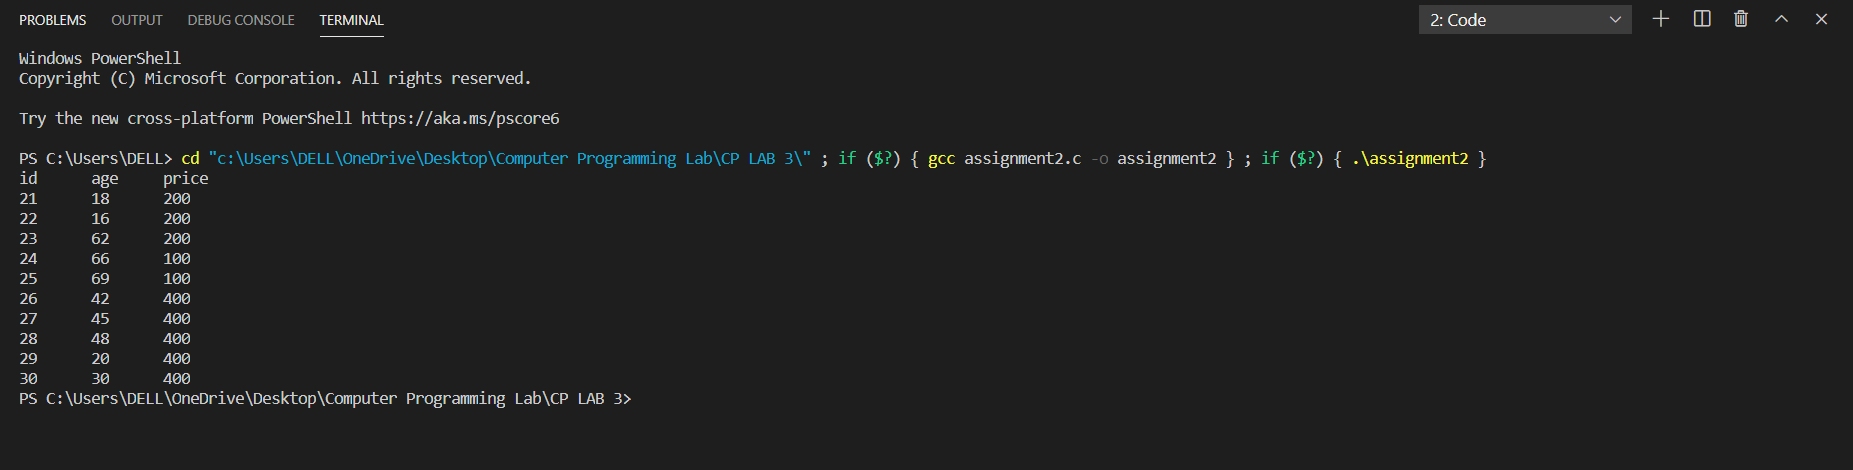 PROBLEMS OUTPUT DEBUG CONSOLE TERMINAL 2: Code
Windows PowerShell
Copyright (C) Microsoft Corporation. All rights reserved.
Try the new cross-platform PowerShell https://aka.ms/pscore6
PS C:\Users\DELL> cd "c:\Users\DELL\OneDrive\Desktop\Computer Programming Lab\CP LAB 3\" ; if ($?) { gcc assignment2.c -o assignment2 } ; if ($?) { .\assignment2 }
id age price
21 18 200
22 16 200
23 62 200
24 66 100
25 69 100
26 42 400
27 45 400
28 48 400
29 20 400
30 30 400
PS C:\Users\DELL\OneDrive\Desktop\Computer Programming Lab\CP LAB 3>